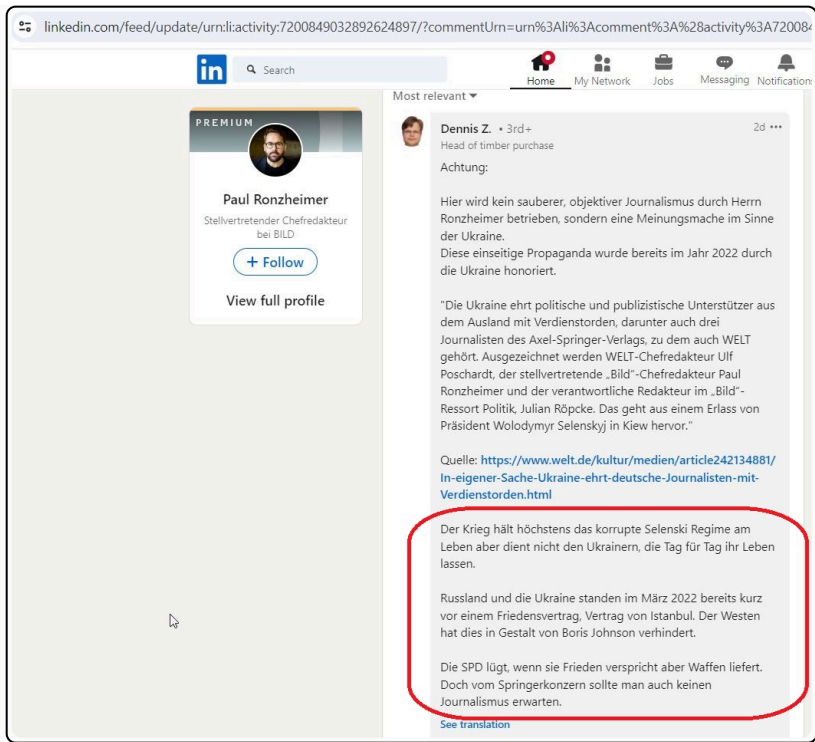 linkedin.com/feed/update/urn:li:activity:7200849032892624897/?commentUrn=urn%3Ali%3Acomment%3A%28activity%3A72008
in
Search
Home
My Network
Jobs
Messaging
Notification
Most relevant
PREMIUM
Paul Ronzheimer
Stellvertretender Chefredakteur
bei BILD
+ Follow
View full profile
Dennis Z. • 3rd+
2d •••
Head of timber purchase
Achtung:
Hier wird kein sauberer, objektiver Journalismus durch Herrn
Ronzheimer betrieben, sondern eine Meinungsmache im Sinne
der Ukraine.
Diese einseitige Propaganda wurde bereits im Jahr 2022 durch
die Ukraine honoriert.
"Die Ukraine ehrt politische und publizistische Unterstützer aus
dem Ausland mit Verdienstorden, darunter auch drei
Journalisten des Axel-Springer-Verlags, zu dem auch WELT
gehört. Ausgezeichnet werden WELT-Chefredakteur Ulf
Poschardt, der stellvertretende „Bild"-Chefredakteur Paul
Ronzheimer und der verantwortliche Redakteur im „Bild"-
Ressort Politik, Julian Röpcke. Das geht aus einem Erlass von
Präsident Wolodymyr Selenskyj in Kiew hervor."
Quelle: https://www.welt.de/kultur/medien/article242134881/
In-eigener-Sache-Ukraine-ehrt-deutsche-Journalisten-mit-
Verdienstorden.html
Der Krieg hält höchstens das korrupte Selenski Regime am
Leben aber dient nicht den Ukrainern, die Tag für Tag ihr Leben
lassen.
Russland und die Ukraine standen im März 2022 bereits kurz
vor einem Friedensvertrag, Vertrag von Istanbul. Der Westen
hat dies in Gestalt von Boris Johnson verhindert.
Die SPD lügt, wenn sie Frieden verspricht aber Waffen liefert.
Doch vom Springerkonzern sollte man auch keinen
Journalismus erwarten.
See translation